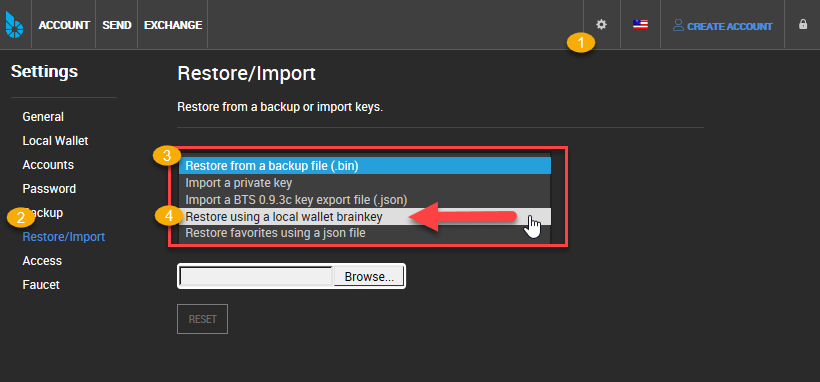 ACCOUNT SEND EXCHANGE CREATE ACCOUNT
1
Settings
General
Local Wallet
Accounts
Password
Backup
2
Restore/Import
Access
Faucet
Restore/Import
Restore from a backup or import keys.
3
Restore from a backup file (.bin)
Import a private key
Import a BTS 0.9.3c key export file (.json)
4 Restore using a local wallet brainkey
Restore favorites using a json file
Browse...
RESET